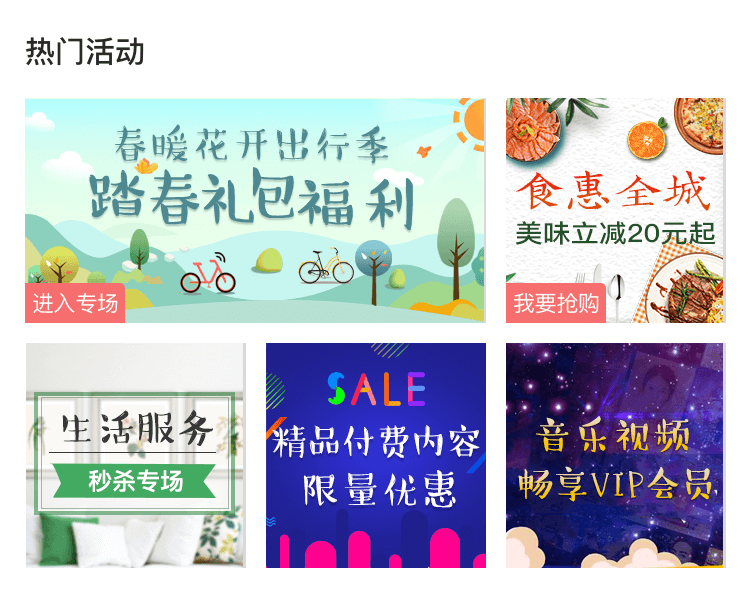 热门活动
春暖花开出行季
踏春礼包福利
进入专场
食惠全城
美味立减20元起
我要抢购
生活服务
秒杀专场
SALE
精品付费内容
限量优惠
音乐视频
畅享VIP会员